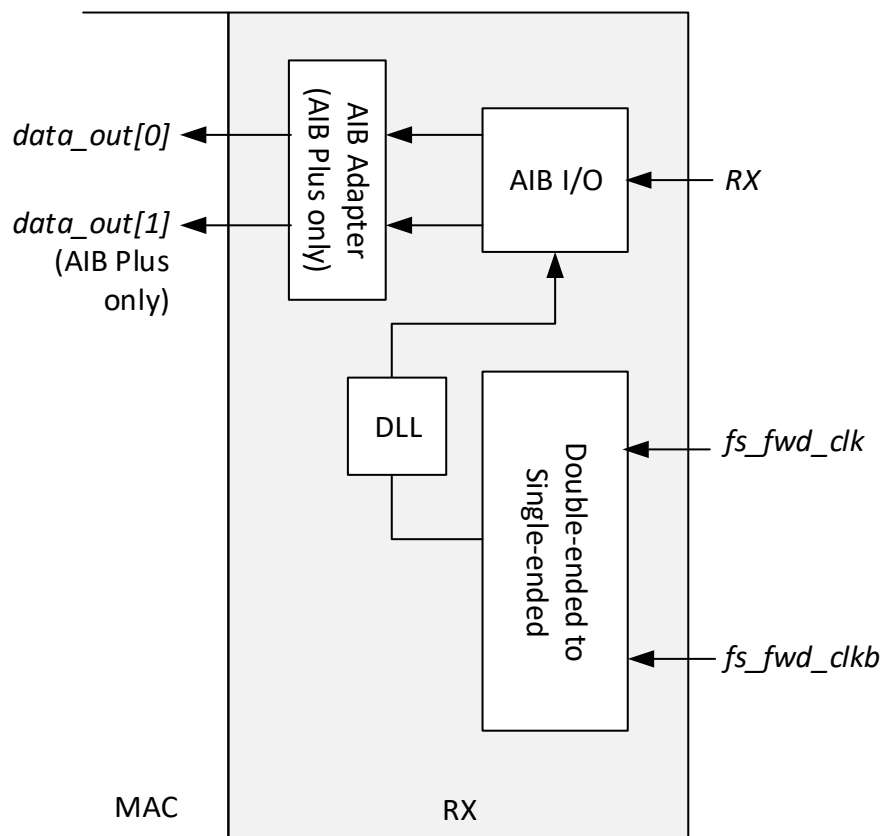 data_out[0]
data_out[1]
(AIB Plus
only)
AIB Adapter
(AIB Plus only)
AIB I/O
RX
DLL
Double-ended to
Single-ended
fs_fwd_clk
fs_fwd_clkb
MAC
RX